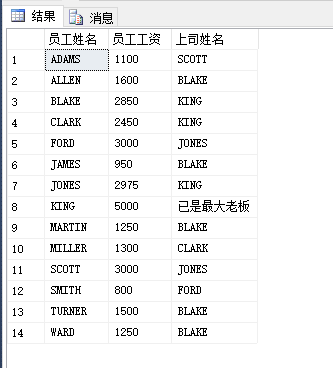 结果 消息
员工姓名 员工工资 上司姓名
1 ADAMS 1100 SCOTT
2 ALLEN 1600 BLAKE
3 BLAKE 2850 KING
4 CLARK 2450 KING
5 FORD 3000 JONES
6 JAMES 950 BLAKE
7 JONES 2975 KING
8 KING 5000 已是最大老板
9 MARTIN 1250 BLAKE
10 MILLER 1300 CLARK
11 SCOTT 3000 JONES
12 SMITH 800 FORD
13 TURNER 1500 BLAKE
14 WARD 1250 BLAKE